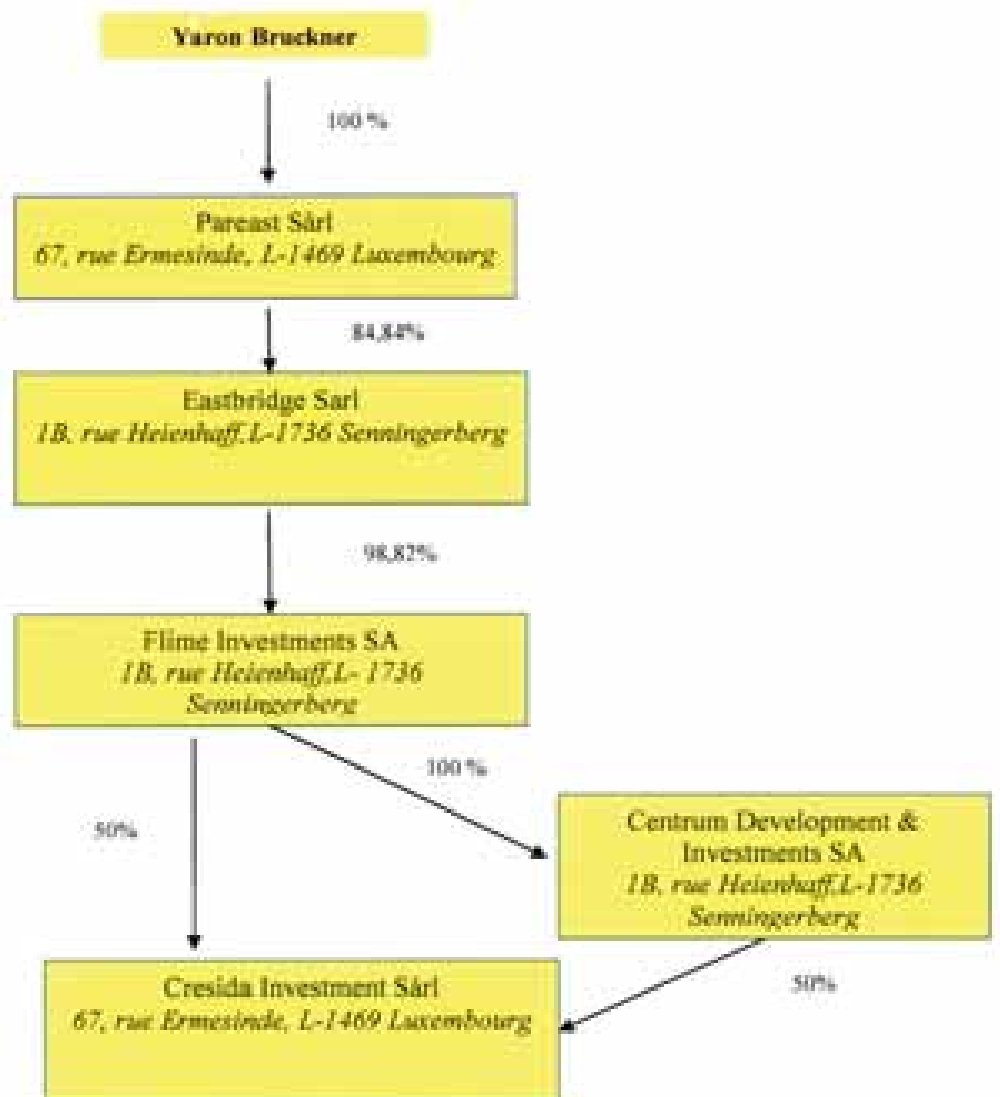 Yaron Bruckner
100 %
Pareast Sàrl
67, rue Ermesinde, L-1469 Luxembourg
84,84%
Eastbridge Sarl
1B, rue Heienhaff,L-1736 Senningerberg
98,82%
Flime Investments SA
1B, rue Heienhaff,L- 1736
Senningerberg
100 %
50%
Centrum Development &
Investments SA
1B, rue Heienhaff,L-1736
Senningerberg
50%
Cresida Investment Sàrl
67, rue Ermesinde, L-1469 Luxembourg